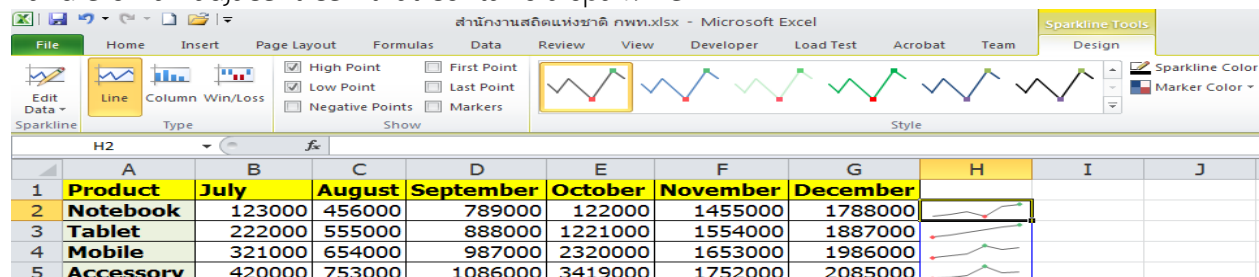 สำนักงานสถิตแห่งชาติ กพท.xlsx - Microsoft Excel
Sparkline Tools
File Home Insert Page Layout Formulas Data Review View Developer Load Test Acrobat Team Design
Edit Data
Line Column Win/Loss
High Point First Point
Low Point Last Point
Negative Points Markers
Sparkline Color
Marker Color
Sparkline Type Show Style
H2 fx
A B C D E F G H I J
1 Product July August September October November December
2 Notebook 123000 456000 789000 122000 1455000 1788000
3 Tablet 222000 555000 888000 1221000 1554000 1887000
4 Mobile 321000 654000 987000 2320000 1653000 1986000
5 Accessory 420000 753000 1086000 3419000 1752000 2085000